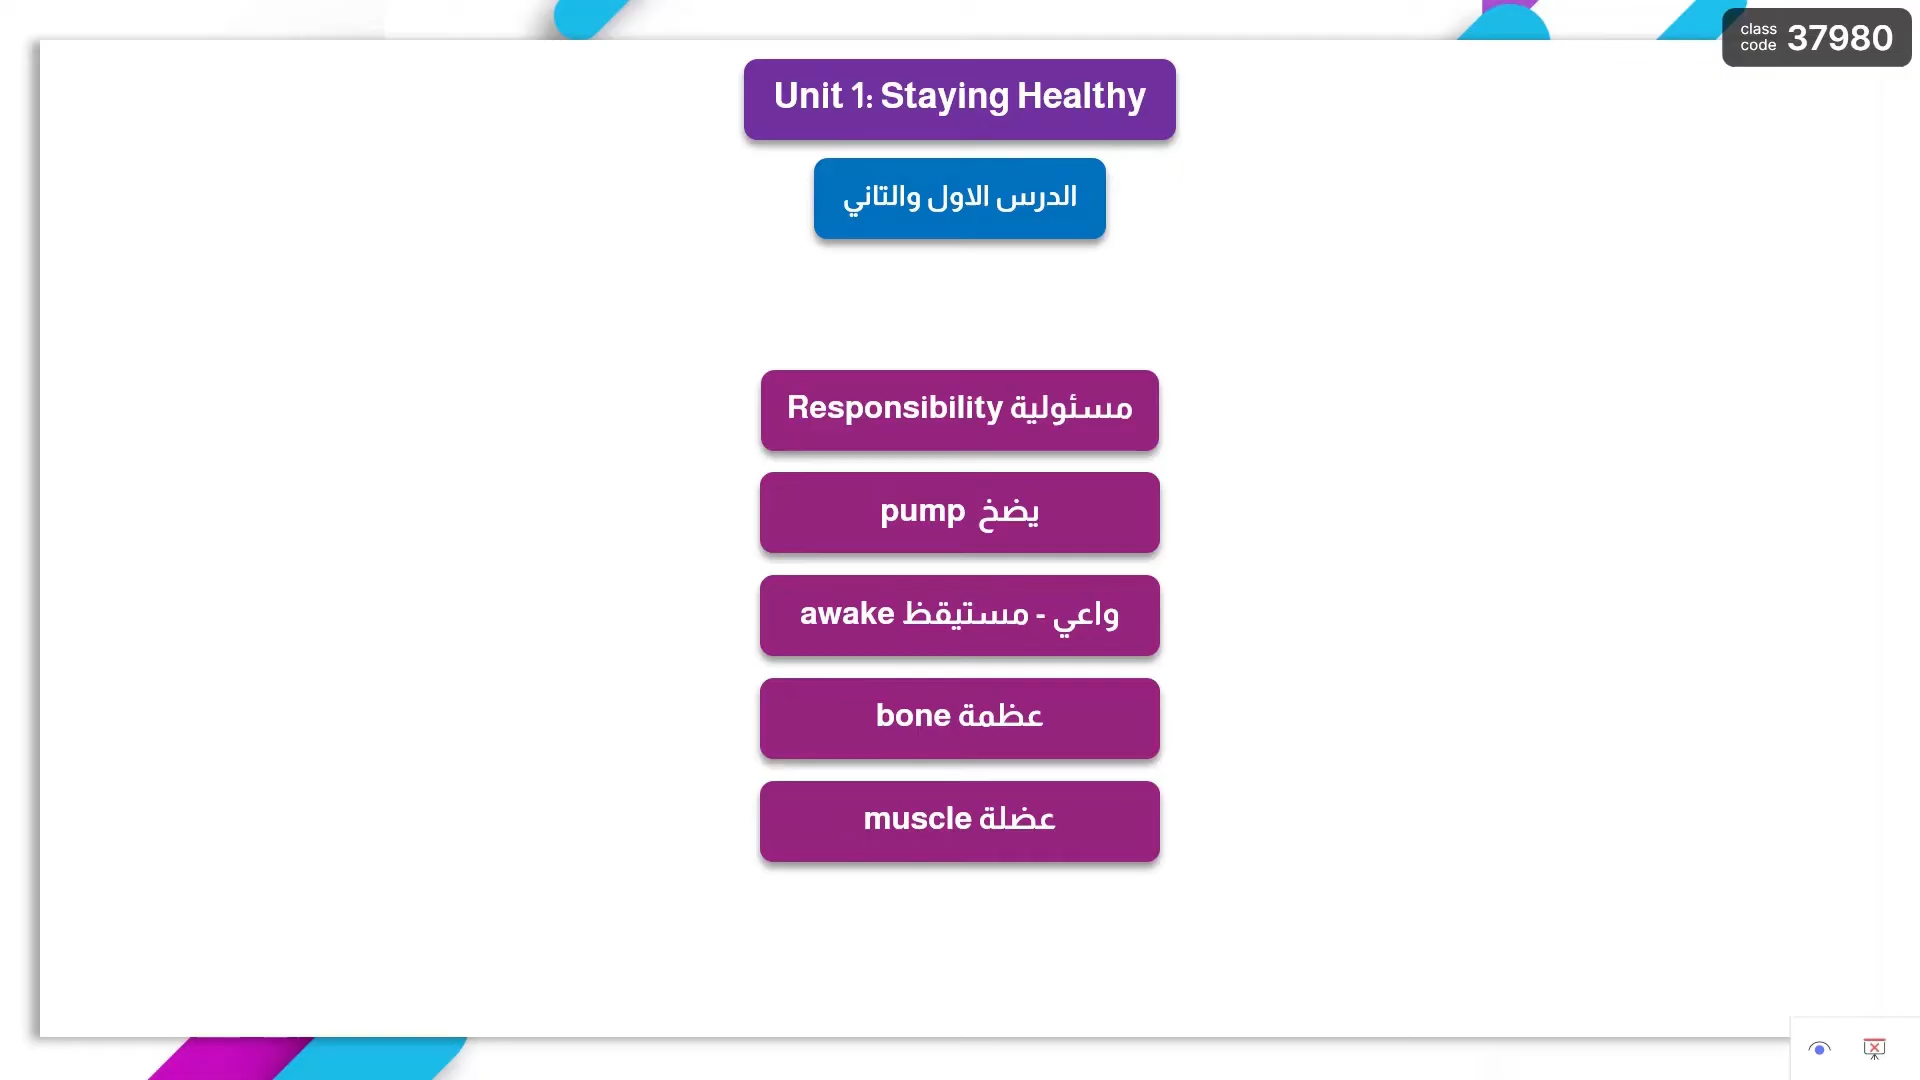 class code 37980
Unit 1: Staying Healthy
الدرس الاول والتاني
Responsibility مسئولية
pump يضخ
awake واعي - مستيقظ
bone عظمة
muscle عضلة